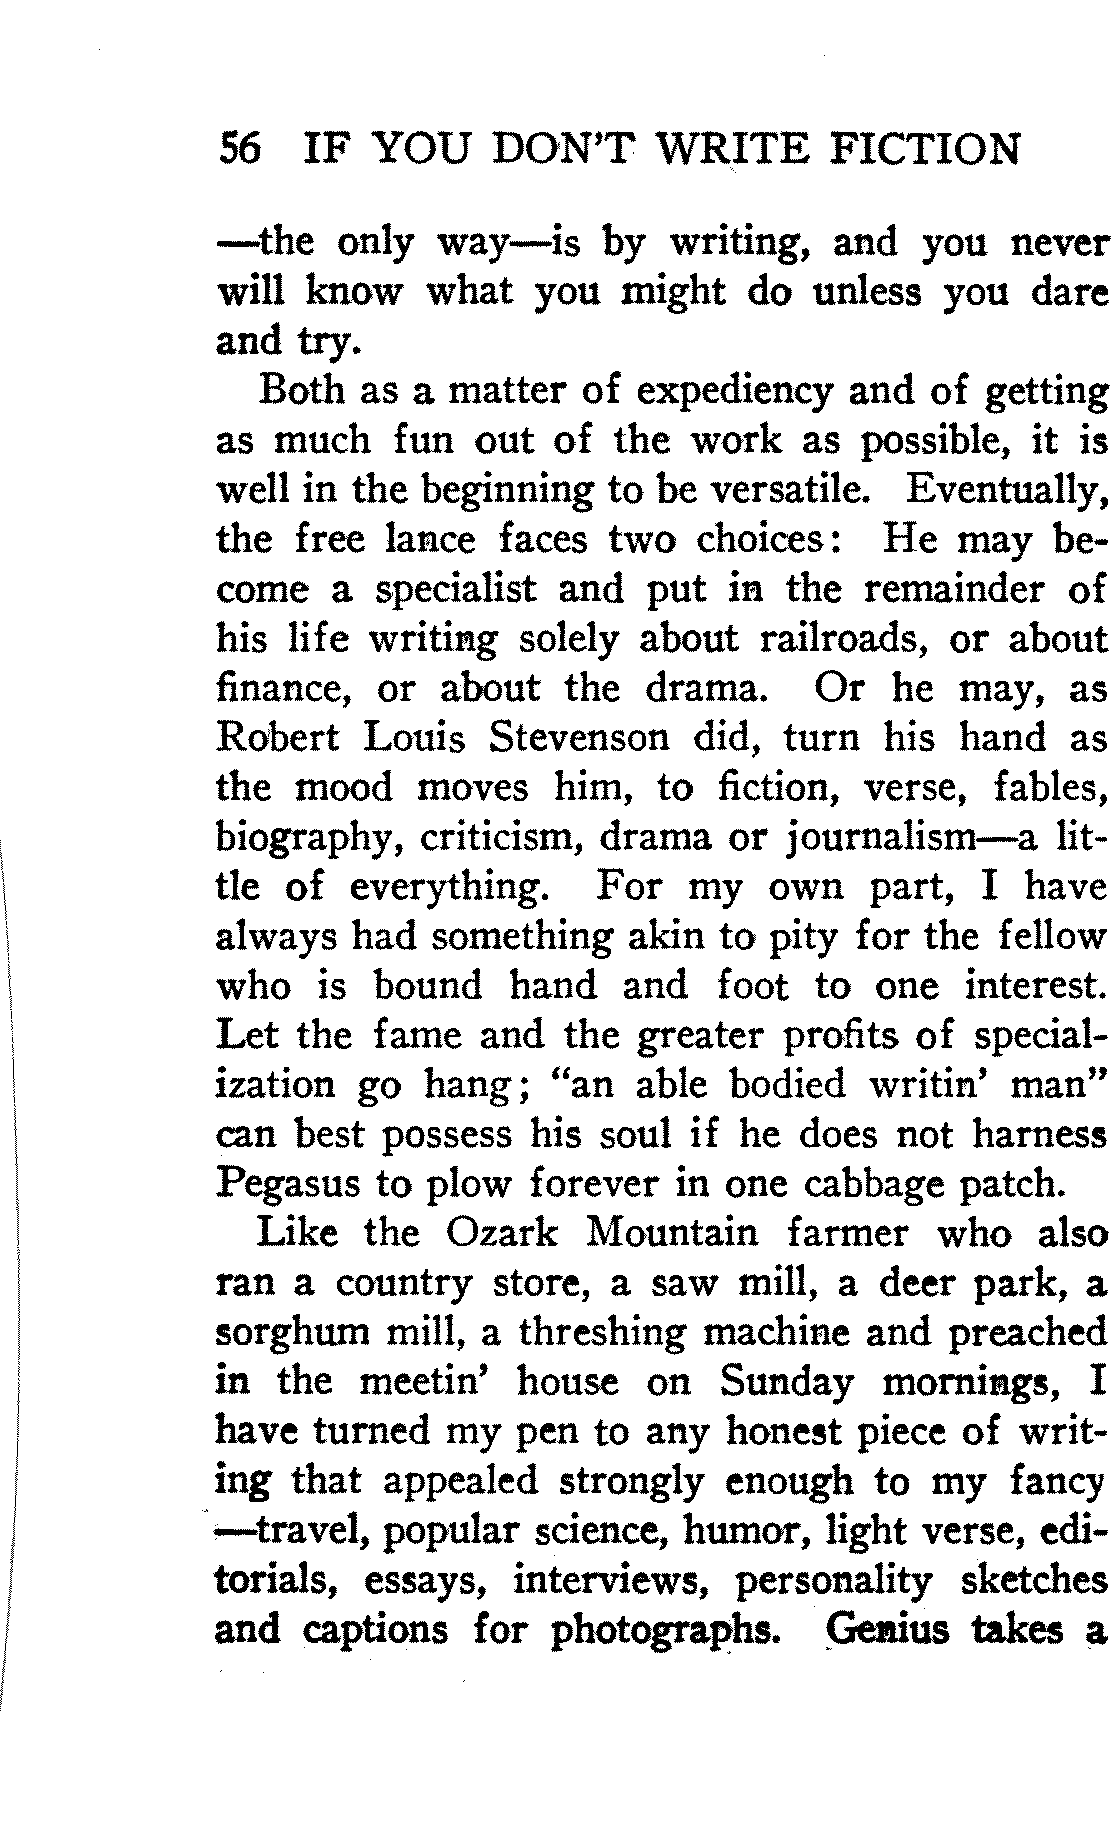 56 IF YOU DON'T WRITE FICTION
—the only way—is by writing, and you never
will know what you might do unless you dare
and try.
Both as a matter of expediency and of getting
as much fun out of the work as possible, it is
well in the beginning to be versatile. Eventually,
the free lance faces two choices: He may be-
come a specialist and put in the remainder of
his life writing solely about railroads, or about
finance, or about the drama. Or he may, as
Robert Louis Stevenson did, turn his hand as
the mood moves him, to fiction, verse, fables,
biography, criticism, drama or journalism—a lit-
tle of everything. For my own part, I have
always had something akin to pity for the fellow
who is bound hand and foot to one interest.
Let the fame and the greater profits of special-
ization go hang; "an able bodied writin' man"
can best possess his soul if he does not harness
Pegasus to plow forever in one cabbage patch.
Like the Ozark Mountain farmer who also
ran a country store, a saw mill, a deer park, a
sorghum mill, a threshing machine and preached
in the meetin' house on Sunday mornings, I
have turned my pen to any honest piece of writ-
ing that appealed strongly enough to my fancy
—travel, popular science, humor, light verse, edi-
torials, essays, interviews, personality sketches
and captions for photographs. Genius takes a